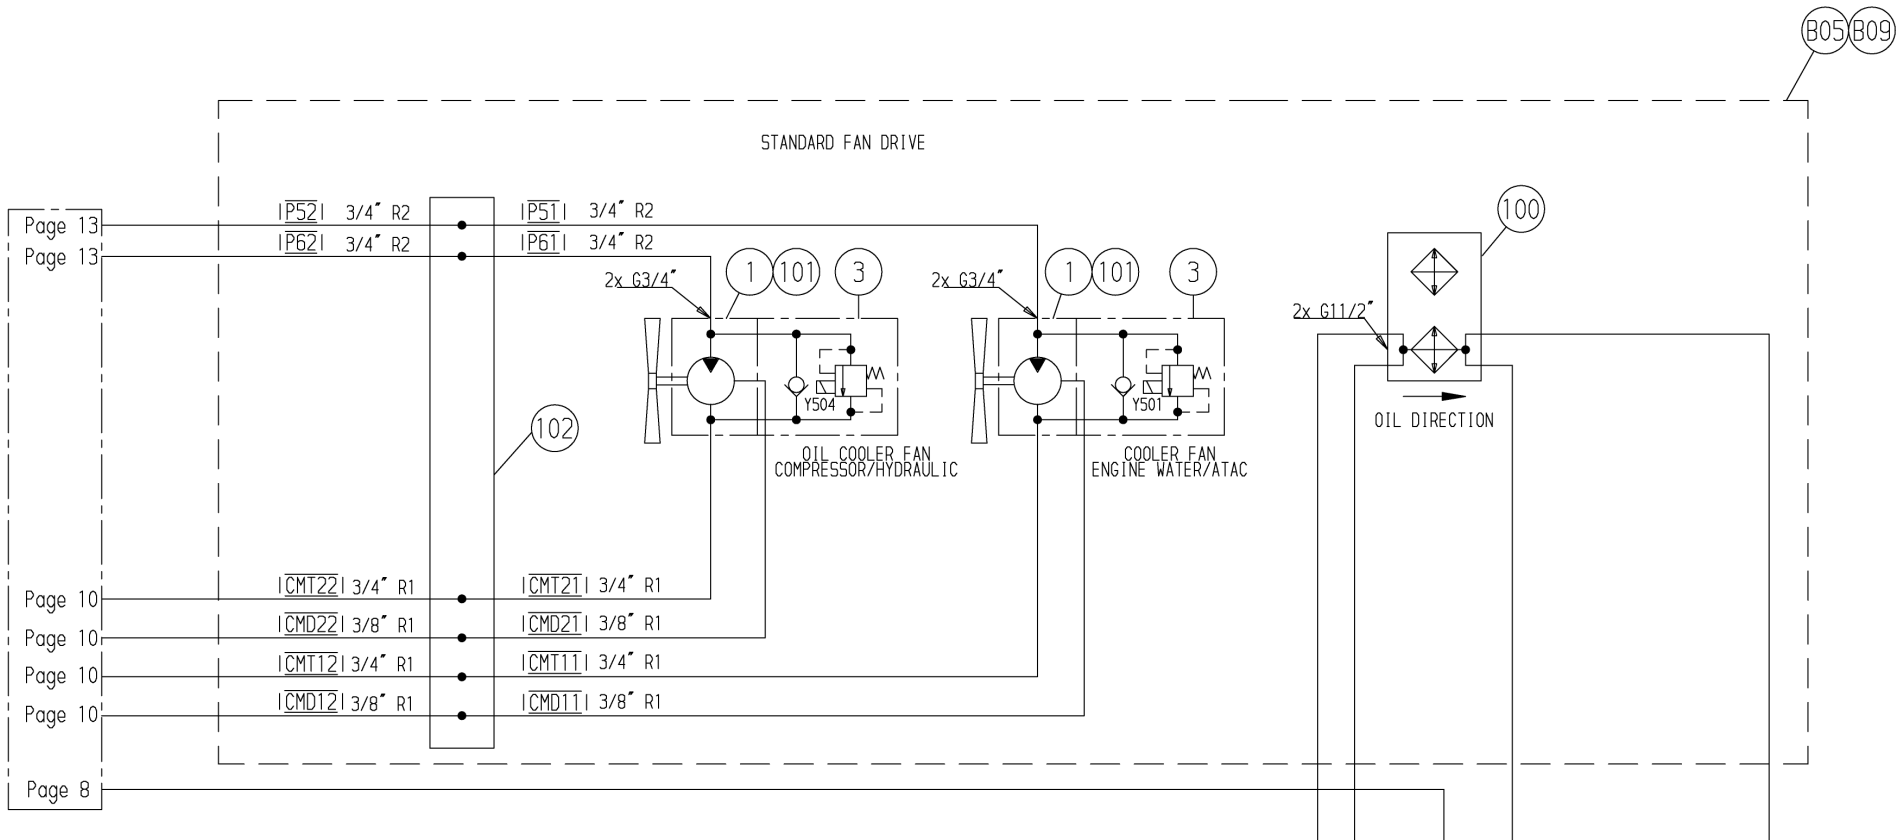 B05 B09
STANDARD FAN DRIVE
100
Page 13 |P52| 3/4" R2 |P51| 3/4" R2
Page 13 |P62| 3/4" R2 |P61| 3/4" R2
2x G3/4" 1 101 3
2x G3/4" 1 101 3
2x G11/2"
Y504
Y501
102
OIL DIRECTION
OIL COOLER FAN
COMPRESSOR/HYDRAULIC
COOLER FAN
ENGINE WATER/ATAC
Page 10 |CMT22| 3/4" R1 |CMT21| 3/4" R1
Page 10 |CMD22| 3/8" R1 |CMD21| 3/8" R1
Page 10 |CMT12| 3/4" R1 |CMT11| 3/4" R1
Page 10 |CMD12| 3/8" R1 |CMD11| 3/8" R1
Page 8